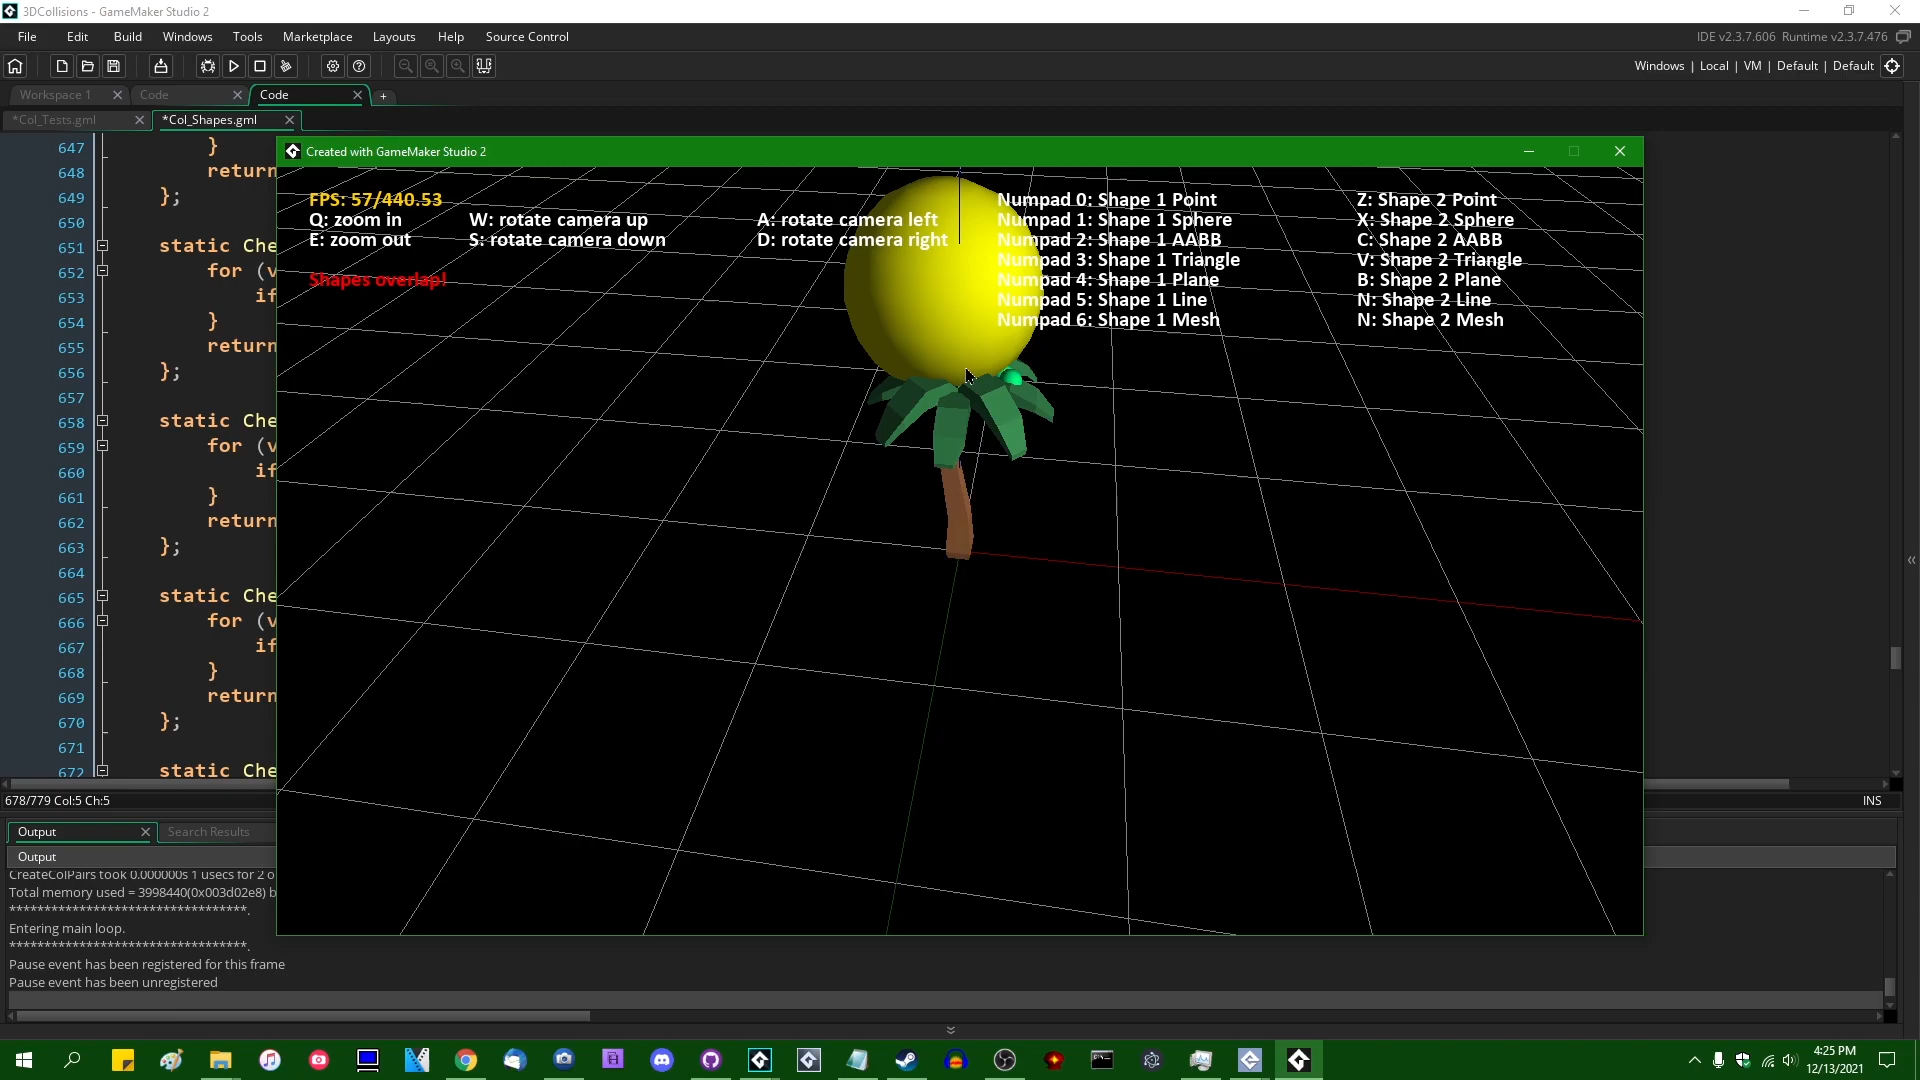 3DCollisions - GameMaker Studio 2
File Edit Build Windows Tools Marketplace Layouts Help Source Control
IDE v2.3.7.606 Runtime v2.3.7.476
Windows | Local | VM | Default | Default
Workspace 1 Code Code +
*Col_Tests.gml *Col_Shapes.gml
Created with GameMaker Studio 2
647 }
648 return
649 };
650
651 static Che
652 for (v
653 if
654 }
655 return
656 };
657
658 static Che
659 for (v
660 if
661 }
662 return
663 };
664
665 static Che
666 for (v
667 if
668 }
669 return
670 };
671
672 static Che
FPS: 57/440.53
Q: zoom in W: rotate camera up A: rotate camera left
E: zoom out S: rotate camera down D: rotate camera right
Shapes overlap!
Numpad 0: Shape 1 Point
Numpad 1: Shape 1 Sphere
Numpad 2: Shape 1 AABB
Numpad 3: Shape 1 Triangle
Numpad 4: Shape 1 Plane
Numpad 5: Shape 1 Line
Numpad 6: Shape 1 Mesh
Z: Shape 2 Point
X: Shape 2 Sphere
C: Shape 2 AABB
V: Shape 2 Triangle
B: Shape 2 Plane
N: Shape 2 Line
N: Shape 2 Mesh
678/779 Col:5 Ch:5
INS
Output Search Results
Output
CreateColPairs took 0.000000s 1 usecs for 2 o
Total memory used = 3998440(0x003d02e8) b
**********************************.
Entering main loop.
**********************************.
Pause event has been registered for this frame
Pause event has been unregistered
4:25 PM
12/13/2021